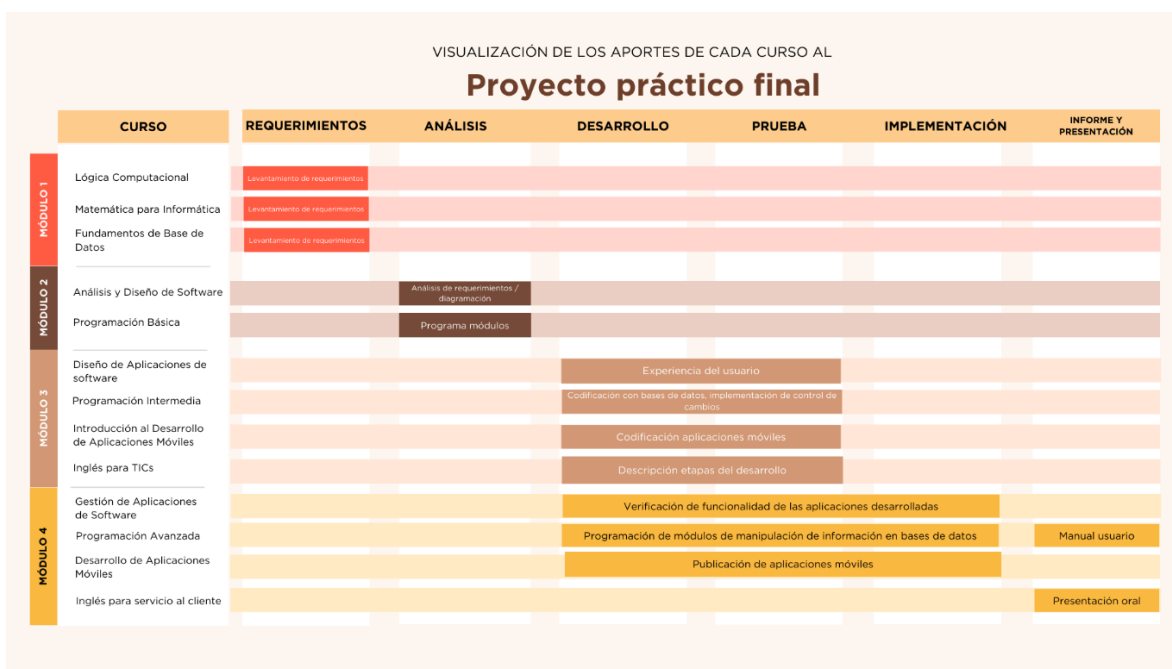 VISUALIZACIÓN DE LOS APORTES DE CADA CURSO AL
Proyecto práctico final
CURSO
REQUERIMIENTOS
ANÁLISIS
DESARROLLO
PRUEBA
IMPLEMENTACIÓN
INFORME Y
PRESENTACIÓN
MÓDULO 1
Lógica Computacional
Levantamiento de requerimientos
Matemática para Informática
Levantamiento de requerimientos
Fundamentos de Base de
Datos
Levantamiento de requerimientos
MÓDULO 2
Análisis y Diseño de Software
Análisis de requerimientos /
diagramación
Programación Básica
Programa módulos
MÓDULO 3
Diseño de Aplicaciones de
software
Experiencia del usuario
Programación Intermedia
Codificación con bases de datos, implementación de control de
cambios
Introducción al Desarrollo
de Aplicaciones Móviles
Codificación aplicaciones móviles
Inglés para TICs
Descripción etapas del desarrollo
MÓDULO 4
Gestión de Aplicaciones
de Software
Verificación de funcionalidad de las aplicaciones desarrolladas
Programación Avanzada
Programación de módulos de manipulación de información en bases de datos
Manual usuario
Desarrollo de Aplicaciones
Móviles
Publicación de aplicaciones móviles
Inglés para servicio al cliente
Presentación oral